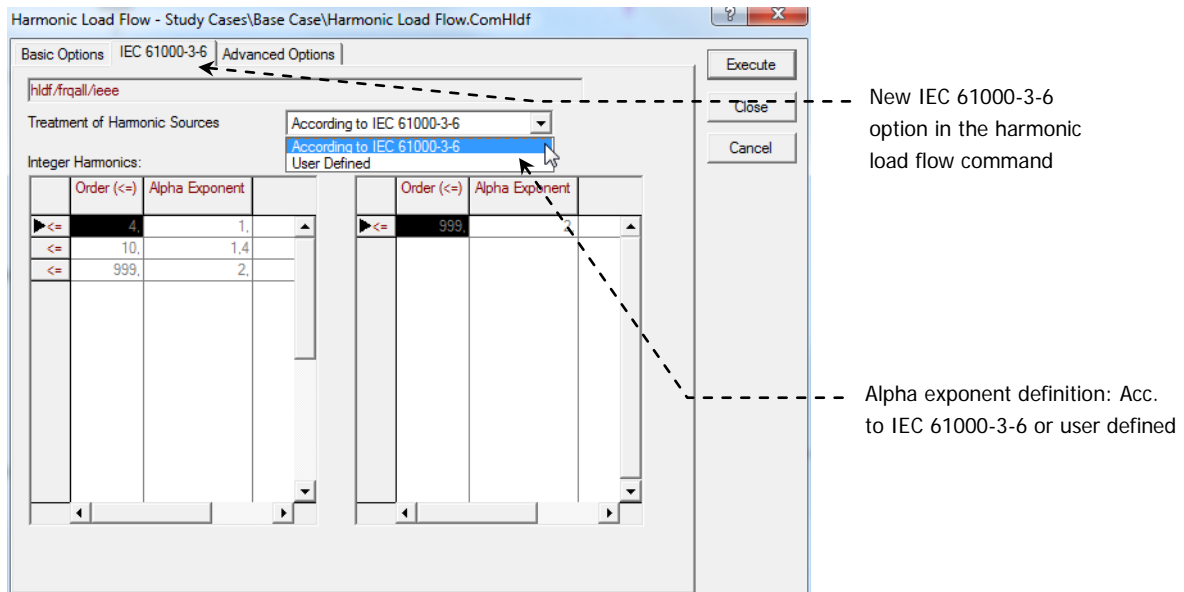 Harmonic Load Flow - Study Cases\Base Case\Harmonic Load Flow.ComHldf
? X
Basic Options IEC 61000-3-6 Advanced Options
Execute
hldf/frqall/ieee
Close
Treatment of Harmonic Sources According to IEC 61000-3-6
According to IEC 61000-3-6
Cancel
Integer Harmonics: User Defined
Order (<=) Alpha Exponent Order (<=) Alpha Exponent
<= 4, 1, <= 999, 2,
<= 10, 1,4
<= 999, 2,
New IEC 61000-3-6
option in the harmonic
load flow command
Alpha exponent definition: Acc.
to IEC 61000-3-6 or user defined